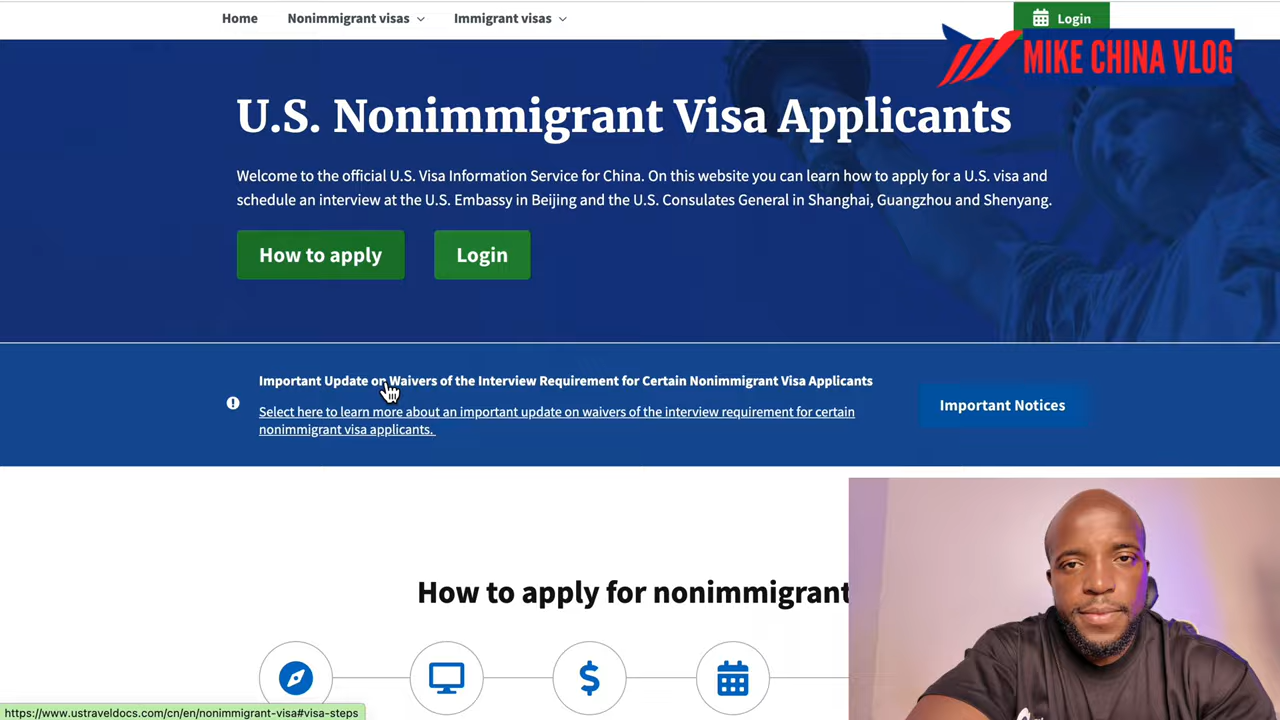 Home
Nonimmigrant visas
Immigrant visas
Login
MIKE CHINA VLOG
U.S. Nonimmigrant Visa Applicants
Welcome to the official U.S. Visa Information Service for China. On this website you can learn how to apply for a U.S. visa and
schedule an interview at the U.S. Embassy in Beijing and the U.S. Consulates General in Shanghai, Guangzhou and Shenyang.
How to apply
Login
Important Update on Waivers of the Interview Requirement for Certain Nonimmigrant Visa Applicants
Select here to learn more about an important update on waivers of the interview requirement for certain
nonimmigrant visa applicants.
Important Notices
How to apply for nonimmigrant
$
https://www.ustraveldocs.com/cn/en/nonimmigrant-visa#visa-steps